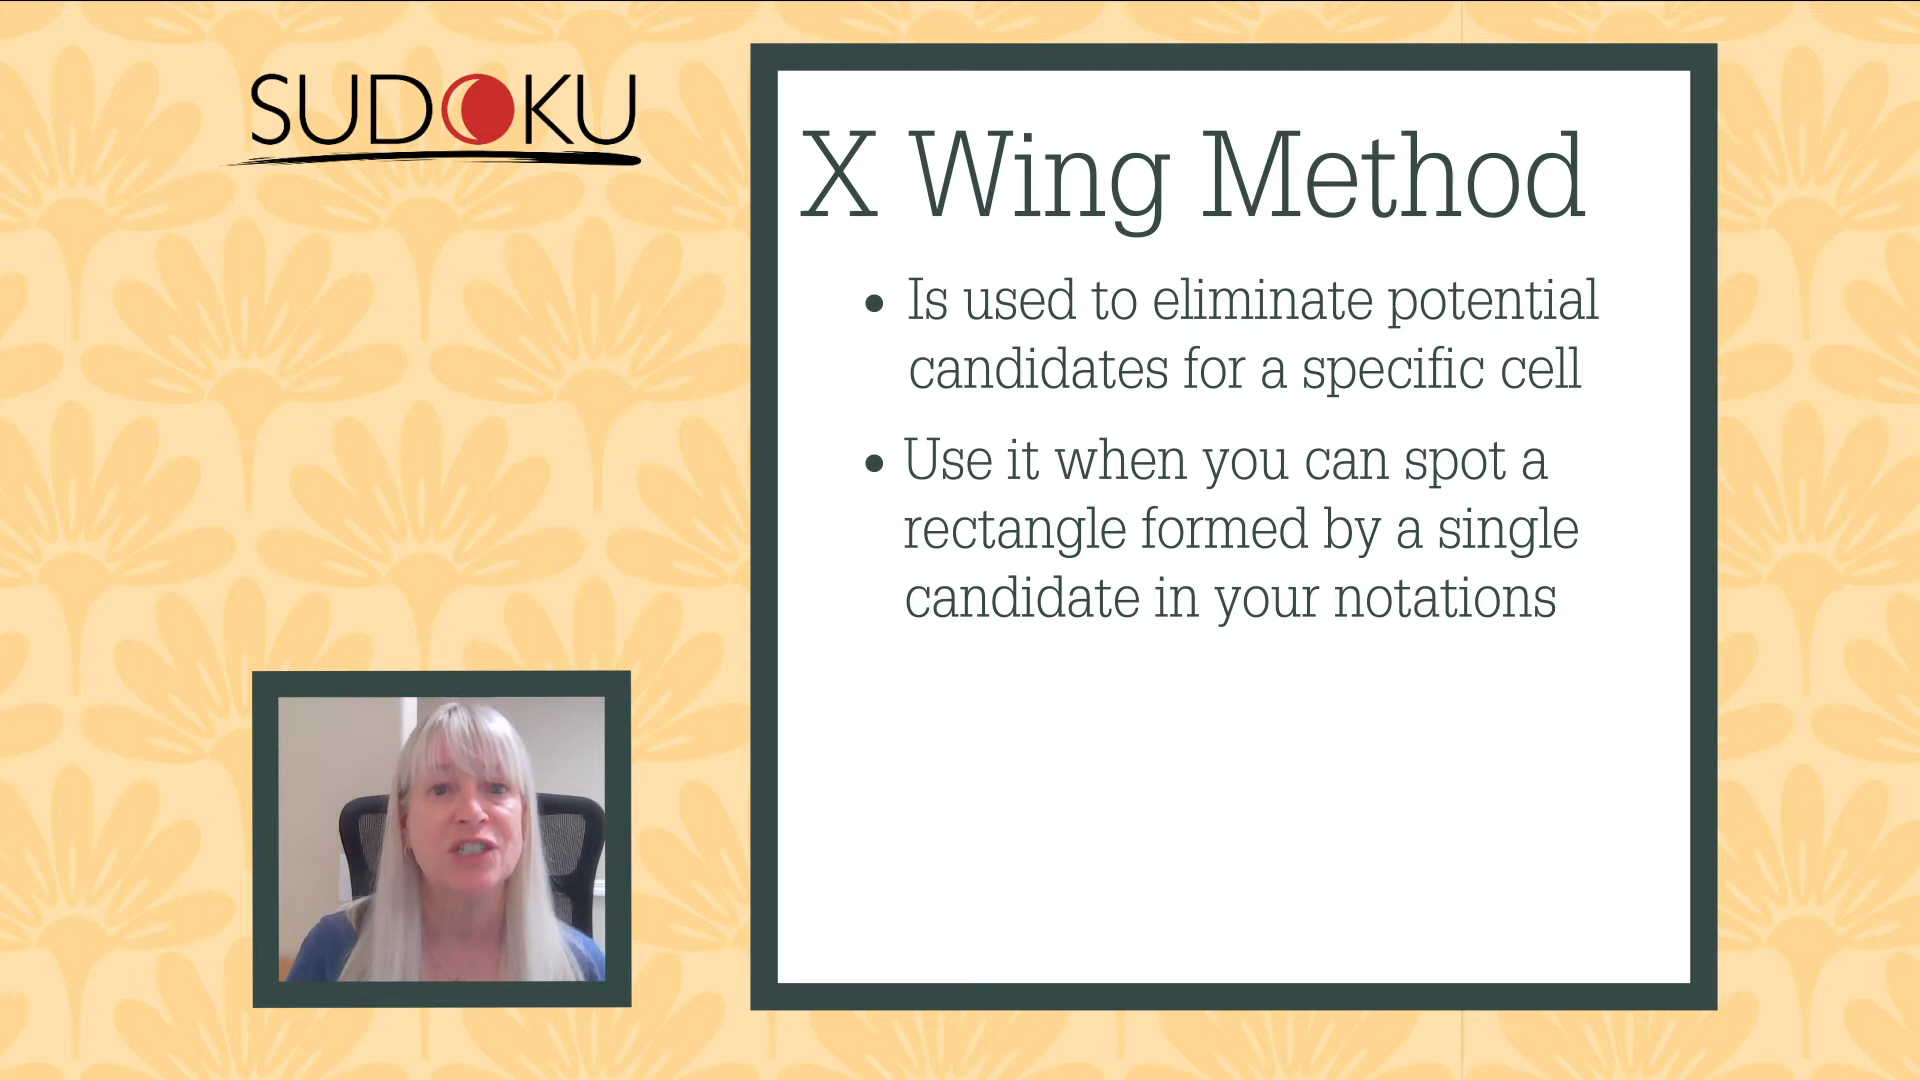 SUDOKU
X Wing Method
• Is used to eliminate potential
candidates for a specific cell
• Use it when you can spot a
rectangle formed by a single
candidate in your notations